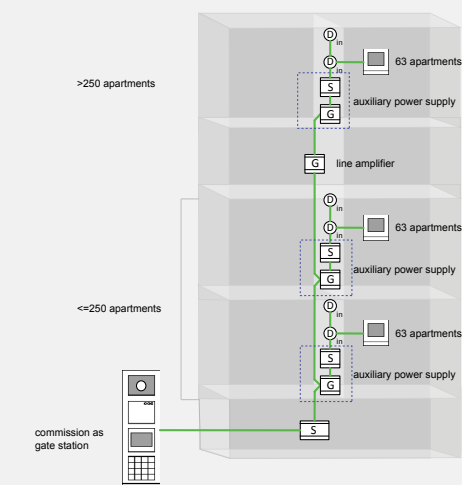 D
in
D
in
63 apartments
>250 apartments
S
auxiliary power supply
G
G
line amplifier
D
in
D
in
63 apartments
S
auxiliary power supply
G
<=250 apartments
D
in
D
in
63 apartments
S
auxiliary power supply
G
commission as
gate station
S